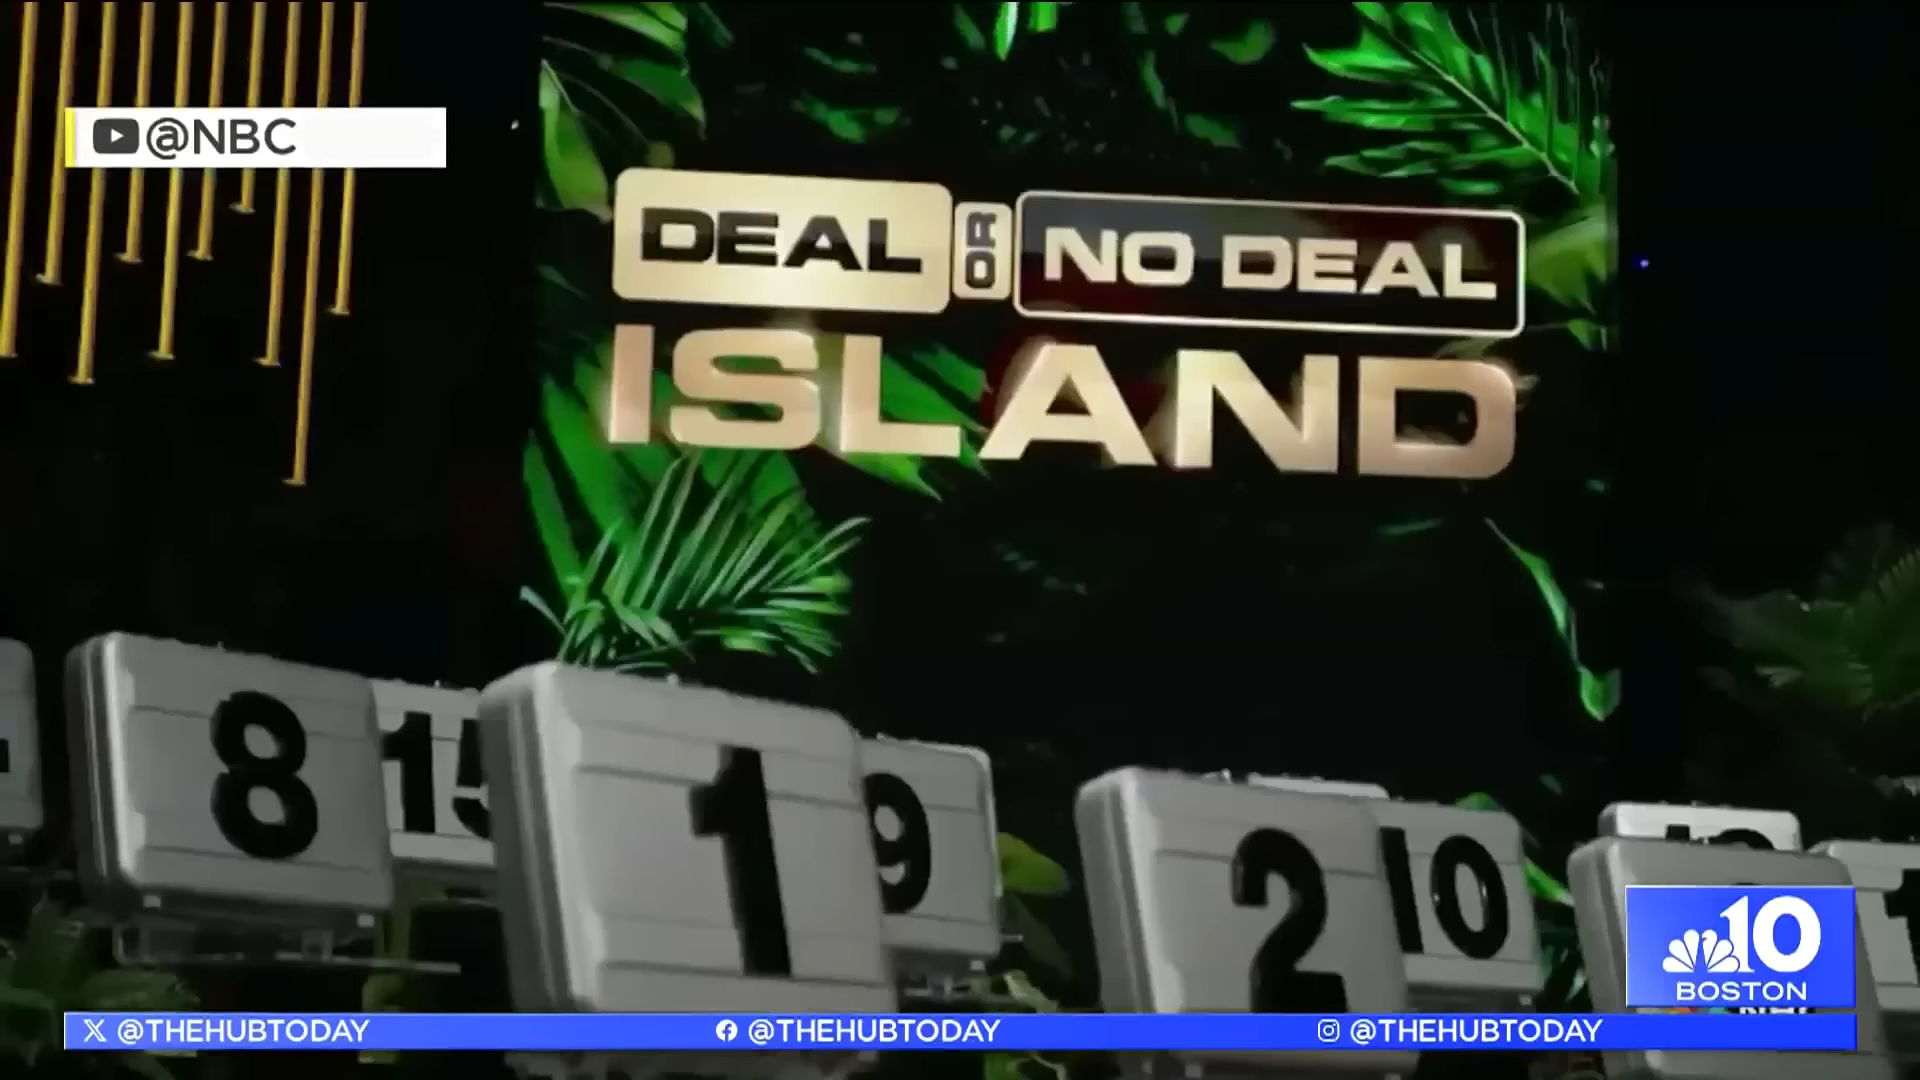 @NBC
DEAL OR NO DEAL
ISLAND
8
15
1
9
2
10
10
BOSTON
@THEHUBTODAY
@THEHUBTODAY
@THEHUBTODAY